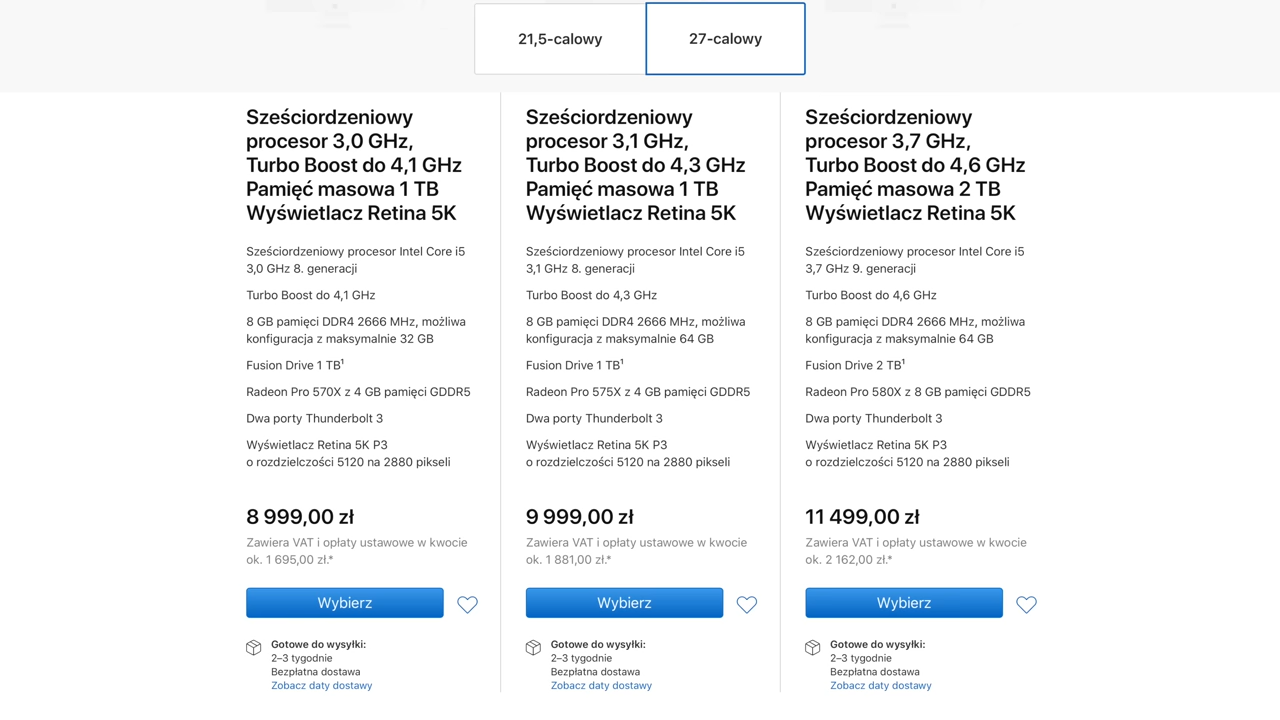 21,5-calowy
27-calowy
Sześciordzeniowy
procesor 3,0 GHz,
Turbo Boost do 4,1 GHz
Pamięć masowa 1 TB
Wyświetlacz Retina 5K
Sześciordzeniowy procesor Intel Core i5
3,0 GHz 8. generacji
Turbo Boost do 4,1 GHz
8 GB pamięci DDR4 2666 MHz, możliwa
konfiguracja z maksymalnie 32 GB
Fusion Drive 1 TB¹
Radeon Pro 570X z 4 GB pamięci GDDR5
Dwa porty Thunderbolt 3
Wyświetlacz Retina 5K P3
o rozdzielczości 5120 na 2880 pikseli
8 999,00 zł
Zawiera VAT i opłaty ustawowe w kwocie
ok. 1 695,00 zł.*
Wybierz
Gotowe do wysyłki:
2–3 tygodnie
Bezpłatna dostawa
Zobacz daty dostawy
Sześciordzeniowy
procesor 3,1 GHz,
Turbo Boost do 4,3 GHz
Pamięć masowa 1 TB
Wyświetlacz Retina 5K
Sześciordzeniowy procesor Intel Core i5
3,1 GHz 8. generacji
Turbo Boost do 4,3 GHz
8 GB pamięci DDR4 2666 MHz, możliwa
konfiguracja z maksymalnie 64 GB
Fusion Drive 1 TB¹
Radeon Pro 575X z 4 GB pamięci GDDR5
Dwa porty Thunderbolt 3
Wyświetlacz Retina 5K P3
o rozdzielczości 5120 na 2880 pikseli
9 999,00 zł
Zawiera VAT i opłaty ustawowe w kwocie
ok. 1 881,00 zł.*
Wybierz
Gotowe do wysyłki:
2–3 tygodnie
Bezpłatna dostawa
Zobacz daty dostawy
Sześciordzeniowy
procesor 3,7 GHz,
Turbo Boost do 4,6 GHz
Pamięć masowa 2 TB
Wyświetlacz Retina 5K
Sześciordzeniowy procesor Intel Core i5
3,7 GHz 9. generacji
Turbo Boost do 4,6 GHz
8 GB pamięci DDR4 2666 MHz, możliwa
konfiguracja z maksymalnie 64 GB
Fusion Drive 2 TB¹
Radeon Pro 580X z 8 GB pamięci GDDR5
Dwa porty Thunderbolt 3
Wyświetlacz Retina 5K P3
o rozdzielczości 5120 na 2880 pikseli
11 499,00 zł
Zawiera VAT i opłaty ustawowe w kwocie
ok. 2 162,00 zł.*
Wybierz
Gotowe do wysyłki:
2–3 tygodnie
Bezpłatna dostawa
Zobacz daty dostawy